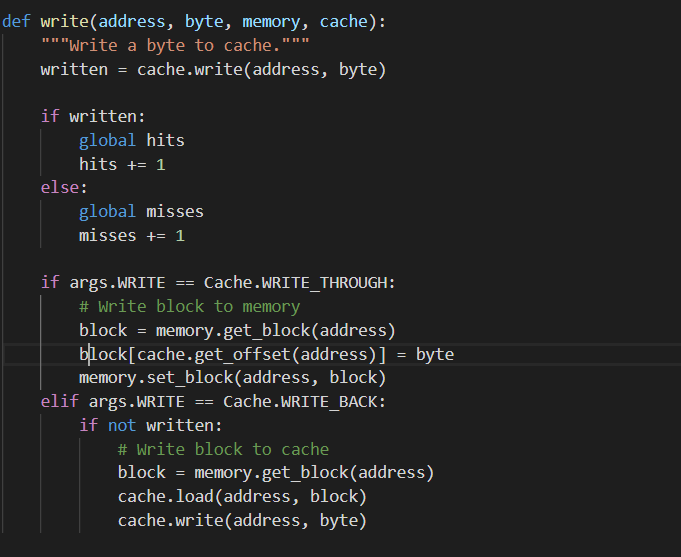 def write(address, byte, memory, cache):
    """Write a byte to cache."""
    written = cache.write(address, byte)

    if written:
        global hits
        hits += 1
    else:
        global misses
        misses += 1

    if args.WRITE == Cache.WRITE_THROUGH:
        # Write block to memory
        block = memory.get_block(address)
        block[cache.get_offset(address)] = byte
        memory.set_block(address, block)
    elif args.WRITE == Cache.WRITE_BACK:
        if not written:
            # Write block to cache
            block = memory.get_block(address)
            cache.load(address, block)
            cache.write(address, byte)